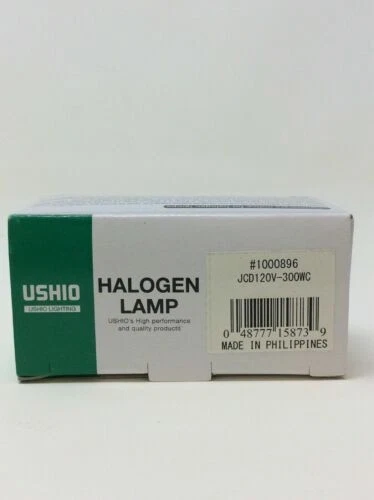 USHIO
USHIO LIGHTING
HALOGEN
LAMP
USHIO's High performance
and quality products
#1000896
JCD120V-300WC
0 48777 15873 9
MADE IN PHILIPPINES